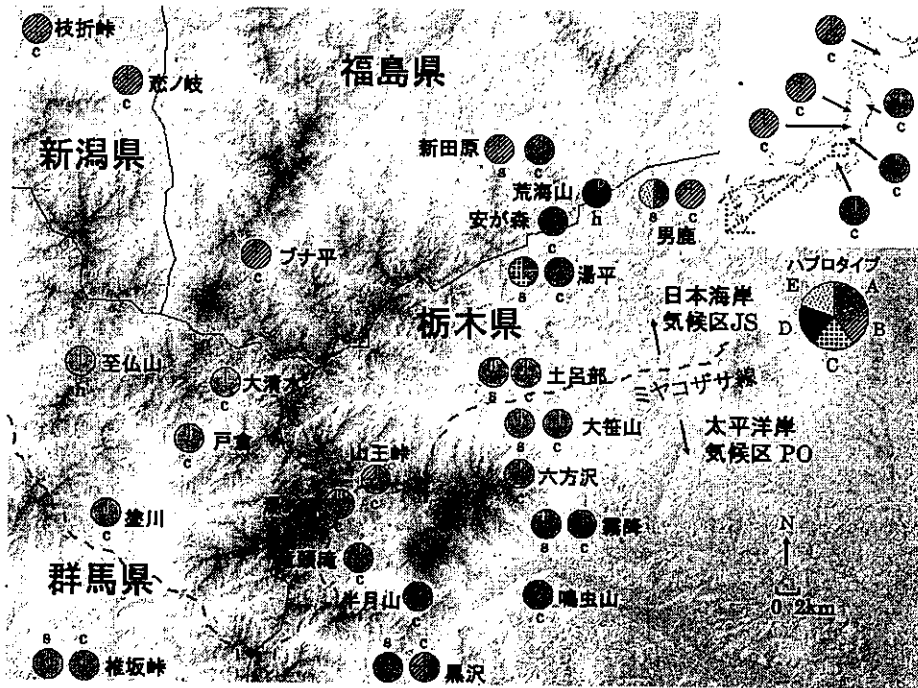 枝折峠
c
恋ノ岐
c
福島県
新潟県
新田原
s c
荒海山
h
安が森
c
s c
男鹿
ブナ平
c
湯平
s c
栃木県
日本海岸
気候区JS
ハプロタイプ
E A
D B
C
至仏山
h
大清水
c
土呂部
s c
ミヤコザサ線
戸倉
c
大笹山
s c
太平洋岸
気候区 PO
山王峠
六方沢
c
塗川
c
霧降
s c
N
群馬県
c
半月山
c
鳴虫山
c
0 2km
s c
椎坂峠
s c
黒沢
c
c
c
c
c
c